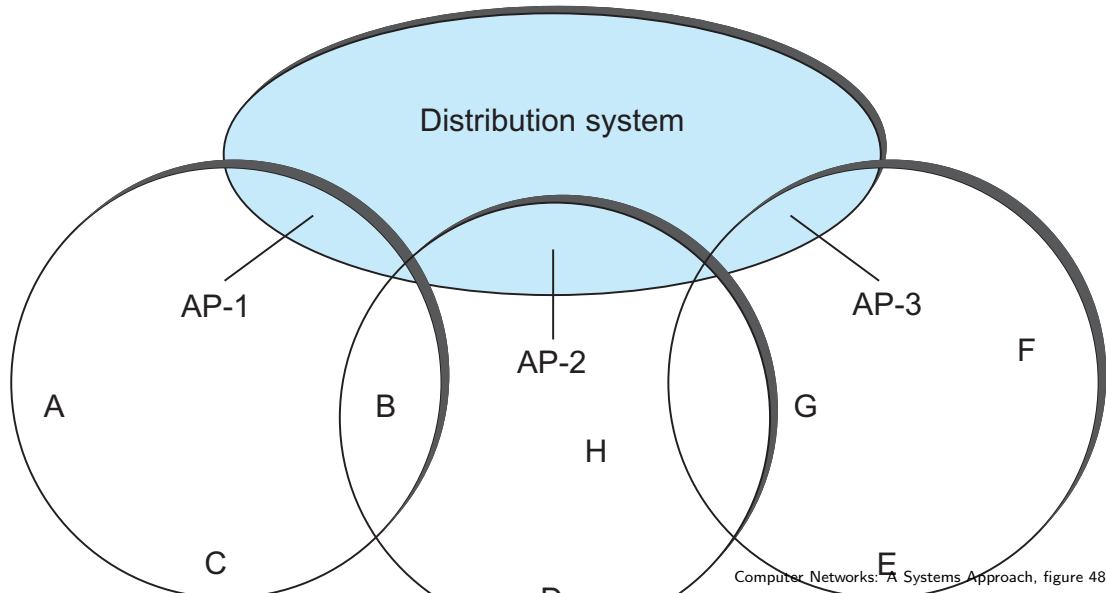 Distribution system
AP-1
AP-3
AP-2
F
A
B
G
H
C
E
Computer Networks: A Systems Approach, figure 48